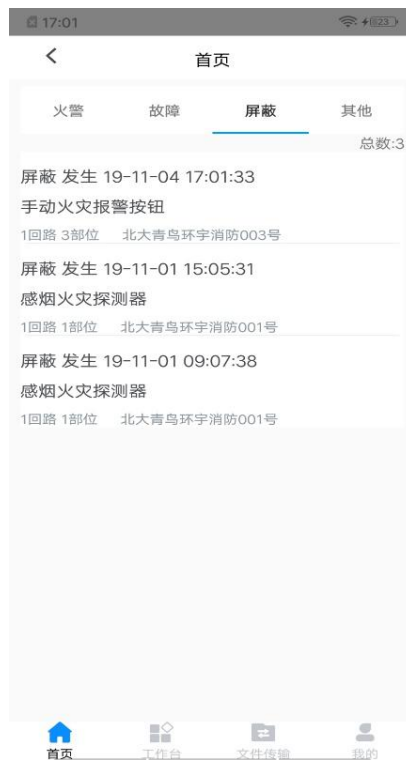 17:01
23
首页
火警 故障 屏蔽 其他
总数:3
屏蔽 发生 19-11-04 17:01:33
手动火灾报警按钮
1回路 3部位 北大青鸟环宇消防003号
屏蔽 发生 19-11-01 15:05:31
感烟火灾探测器
1回路 1部位 北大青鸟环宇消防001号
屏蔽 发生 19-11-01 09:07:38
感烟火灾探测器
1回路 1部位 北大青鸟环宇消防001号
首页 工作台 文件传输 我的